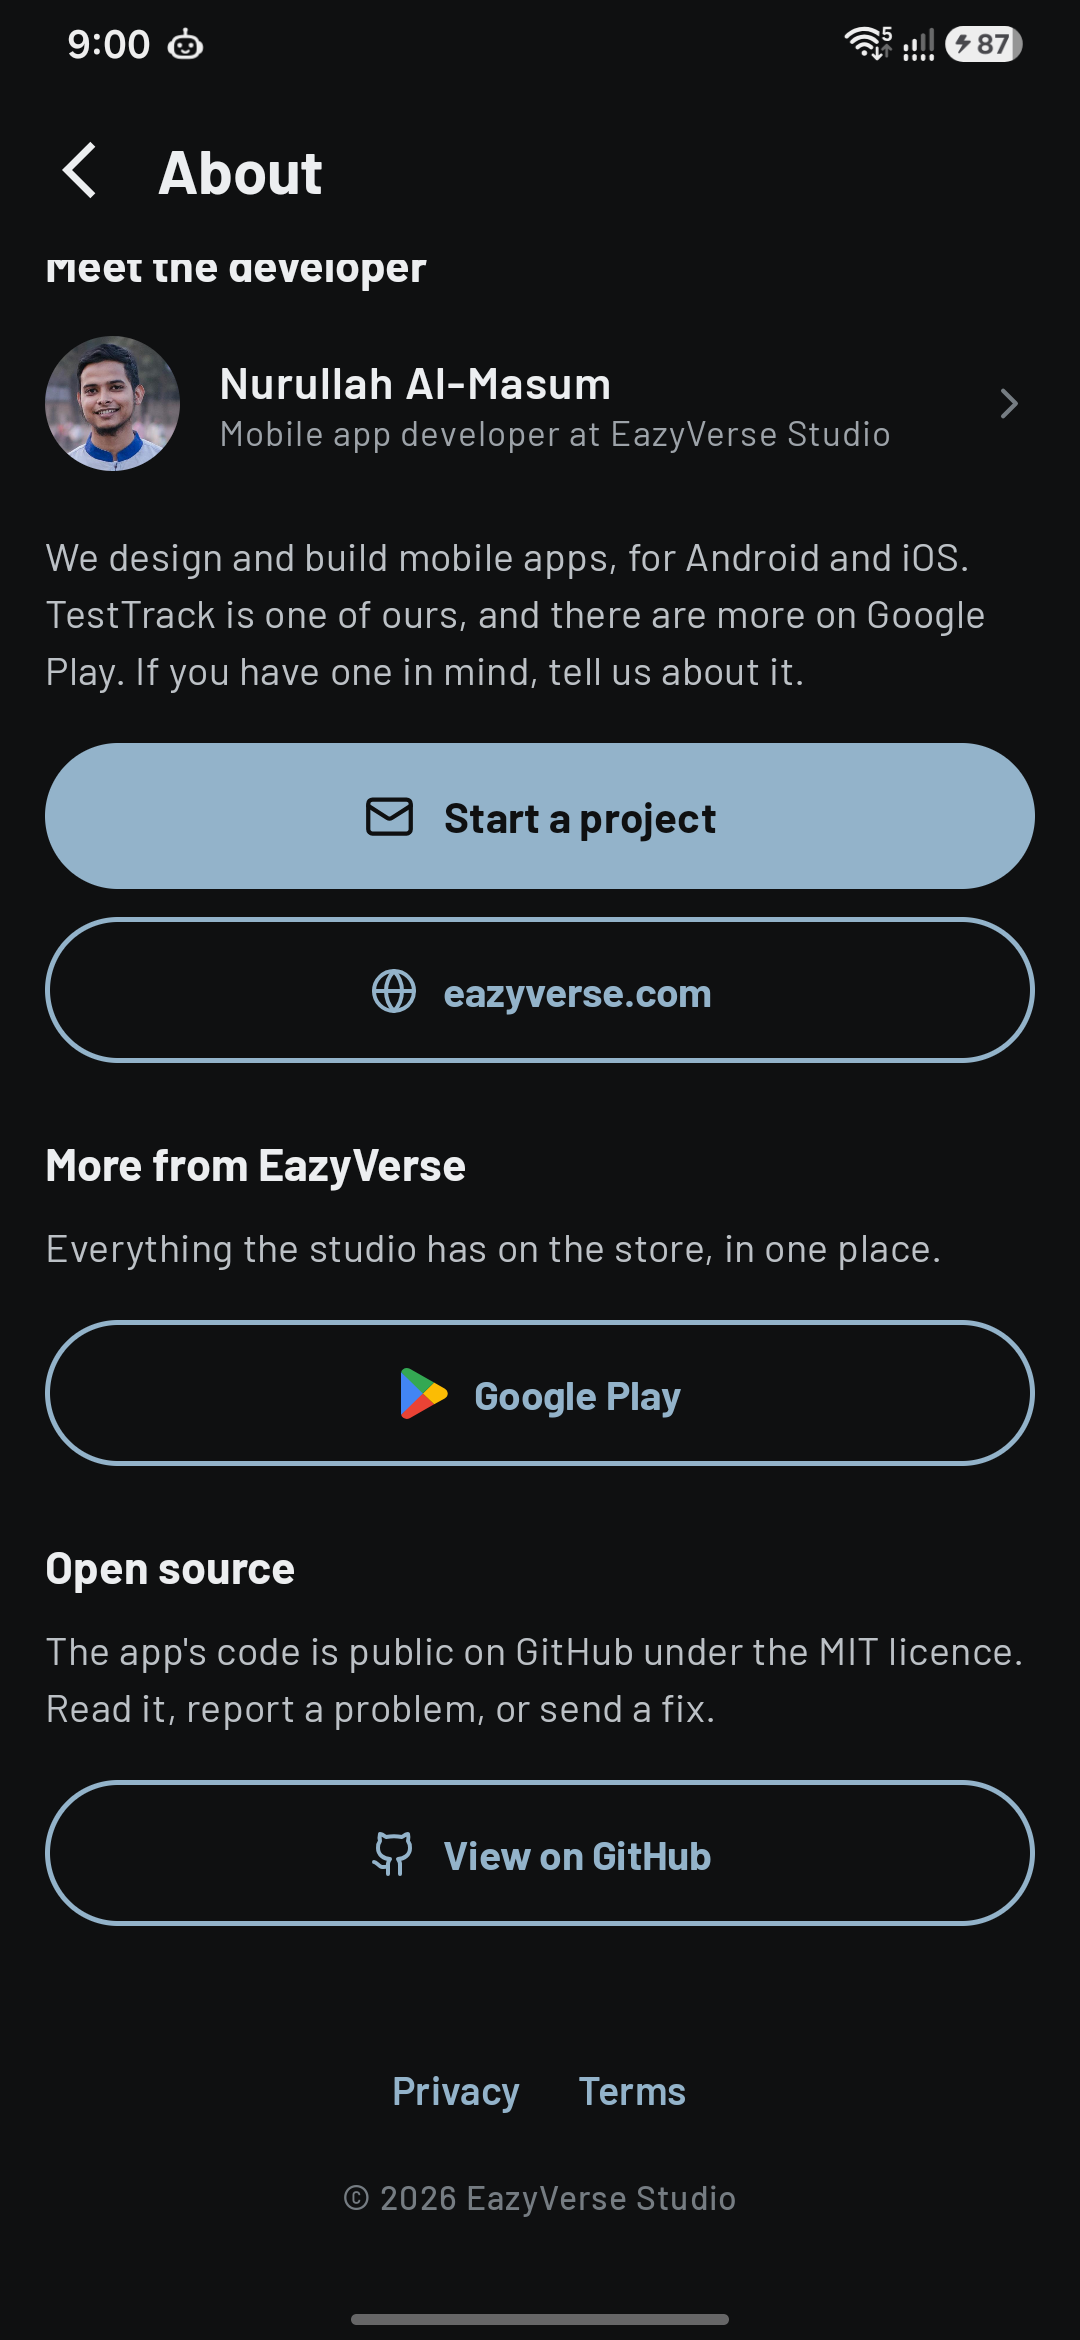 9:00
5
87
About
Meet the developer
Nurullah Al-Masum
Mobile app developer at EazyVerse Studio
We design and build mobile apps, for Android and iOS.
TestTrack is one of ours, and there are more on Google
Play. If you have one in mind, tell us about it.
Start a project
eazyverse.com
More from EazyVerse
Everything the studio has on the store, in one place.
Google Play
Open source
The app's code is public on GitHub under the MIT licence.
Read it, report a problem, or send a fix.
View on GitHub
Privacy Terms
© 2026 EazyVerse Studio